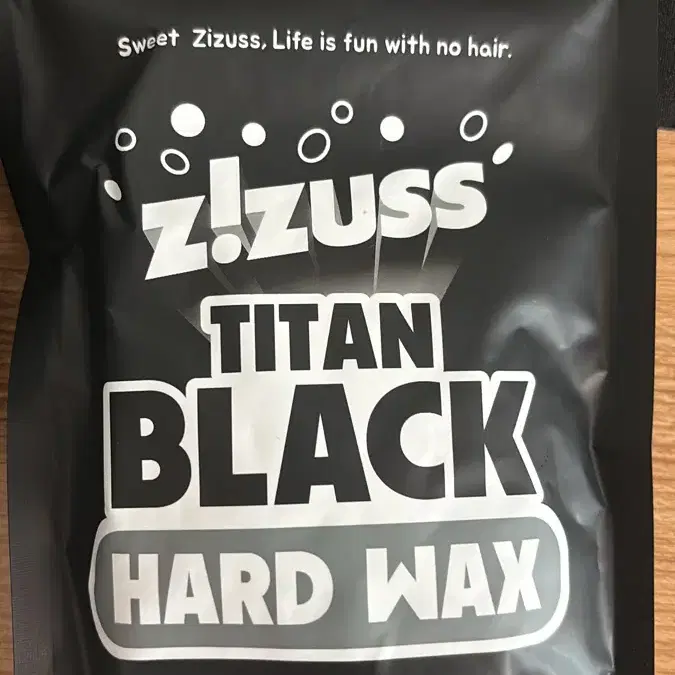 Sweet Zizuss, Life is fun with no hair.
z!zuss
TITAN
BLACK
HARD WAX